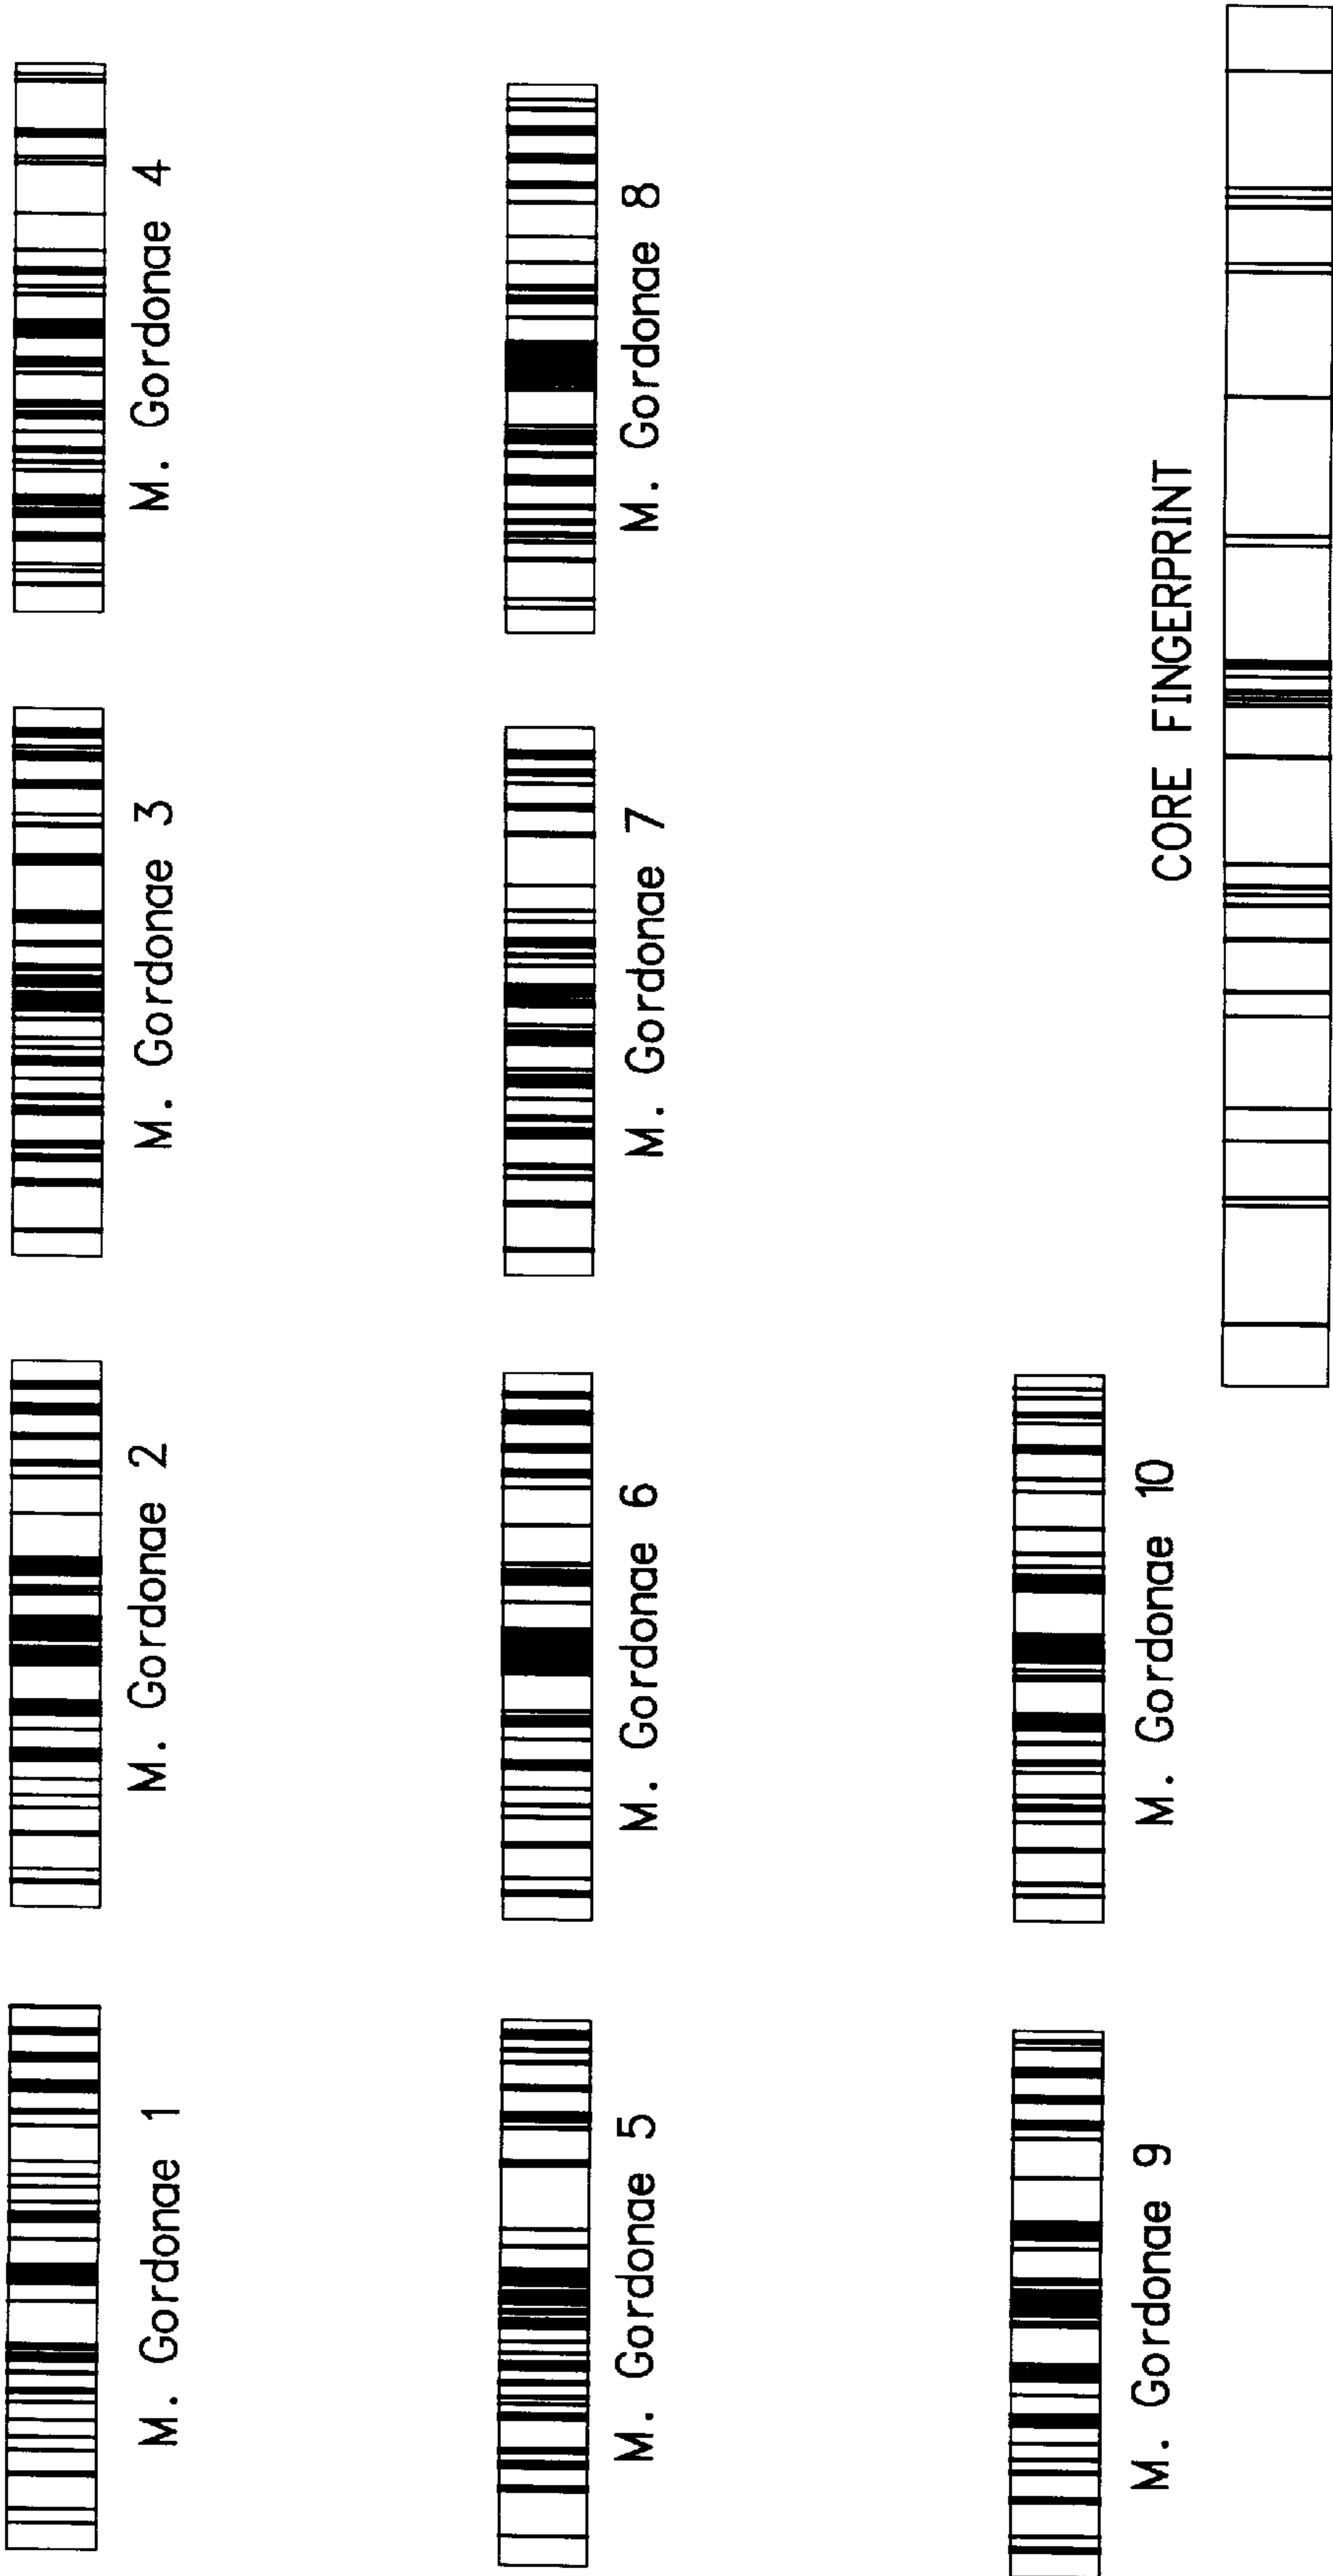 M. Gordonae 1
M. Gordonae 2
M. Gordonae 3
M. Gordonae 4
M. Gordonae 5
M. Gordonae 6
M. Gordonae 7
M. Gordonae 8
M. Gordonae 9
M. Gordonae 10
CORE FINGERPRINT